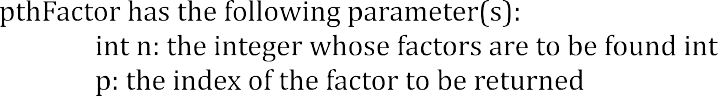 pthFactor has the following parameter(s):
int n: the integer whose factors are to be found int
p: the index of the factor to be returned